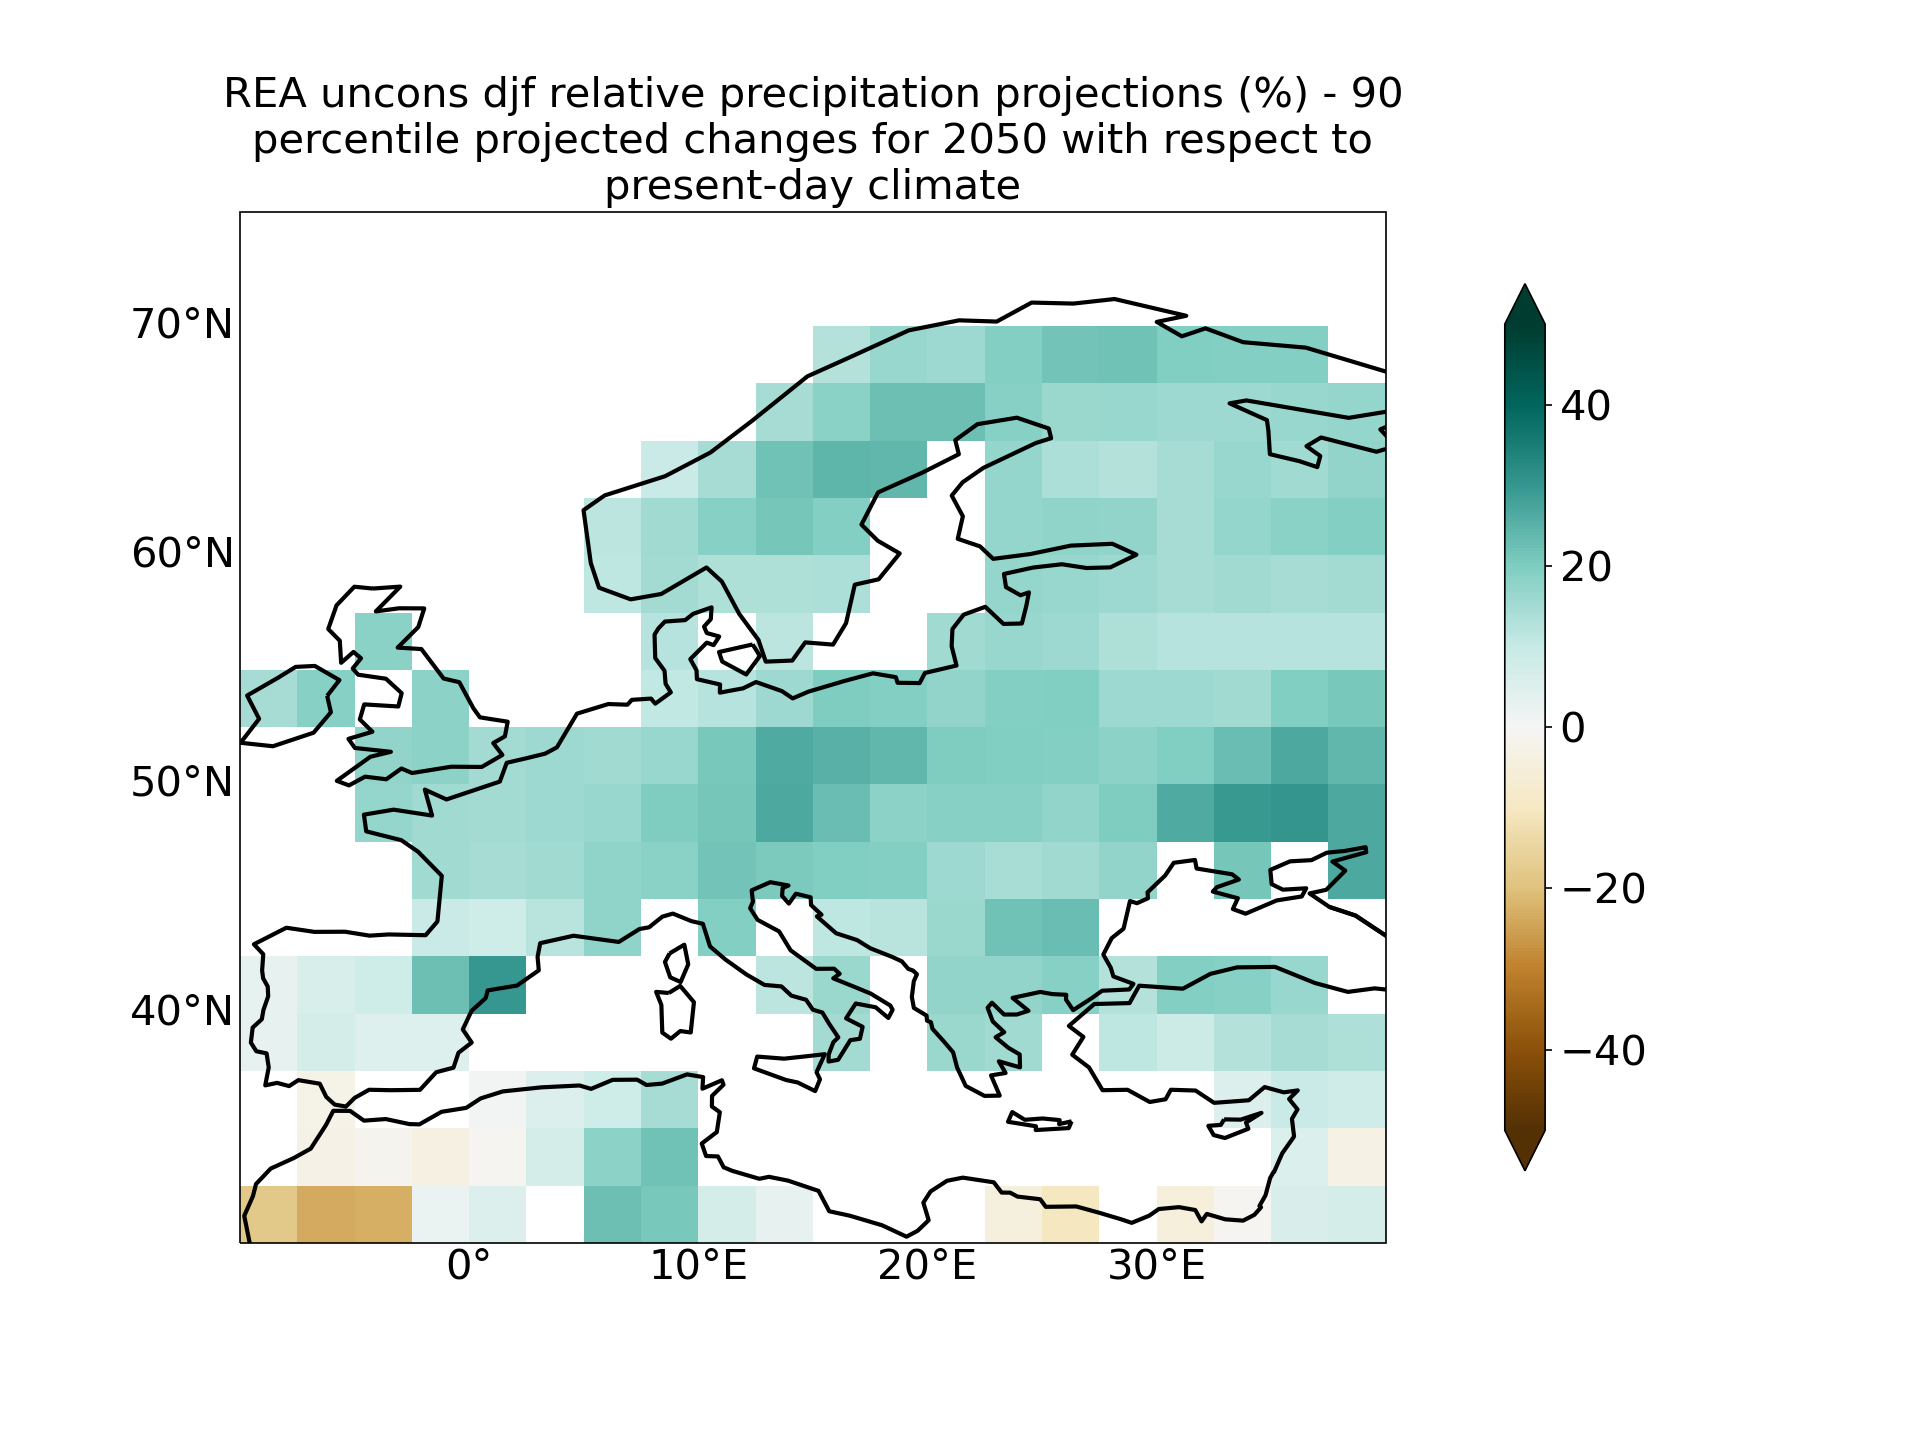 REA uncons djf relative precipitation projections (%) - 90
percentile projected changes for 2050 with respect to
present-day climate
70°N
60°N
50°N
40°N
0°
10°E
20°E
30°E
40
20
0
−20
−40